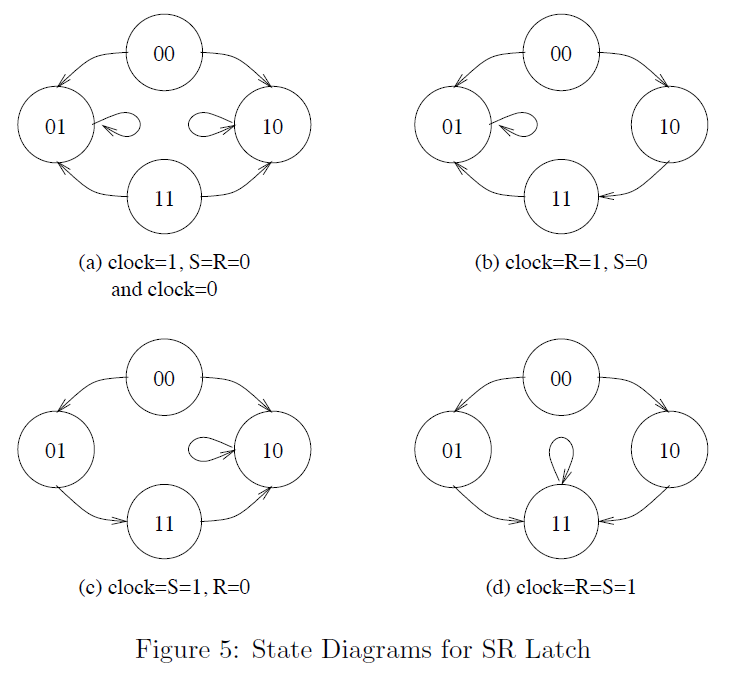 00
00
01
10
01
10
11
11
(a) clock=1, S=R=0
and clock=0
(b) clock=R=1, S=0
00
00
01
10
01
10
11
11
(c) clock=S=1, R=0
(d) clock=R=S=1
Figure 5: State Diagrams for SR Latch